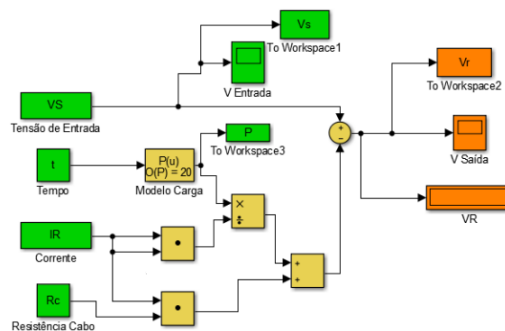 Vs
To Workspace1
V Entrada
VS
Tensão de Entrada
Vr
To Workspace2
+
−
V Saída
P
To Workspace3
t
Tempo
P(u)
O(P) = 20
Modelo Carga
×
÷
VR
IR
Corrente
+
+
Rc
Resistência Cabo